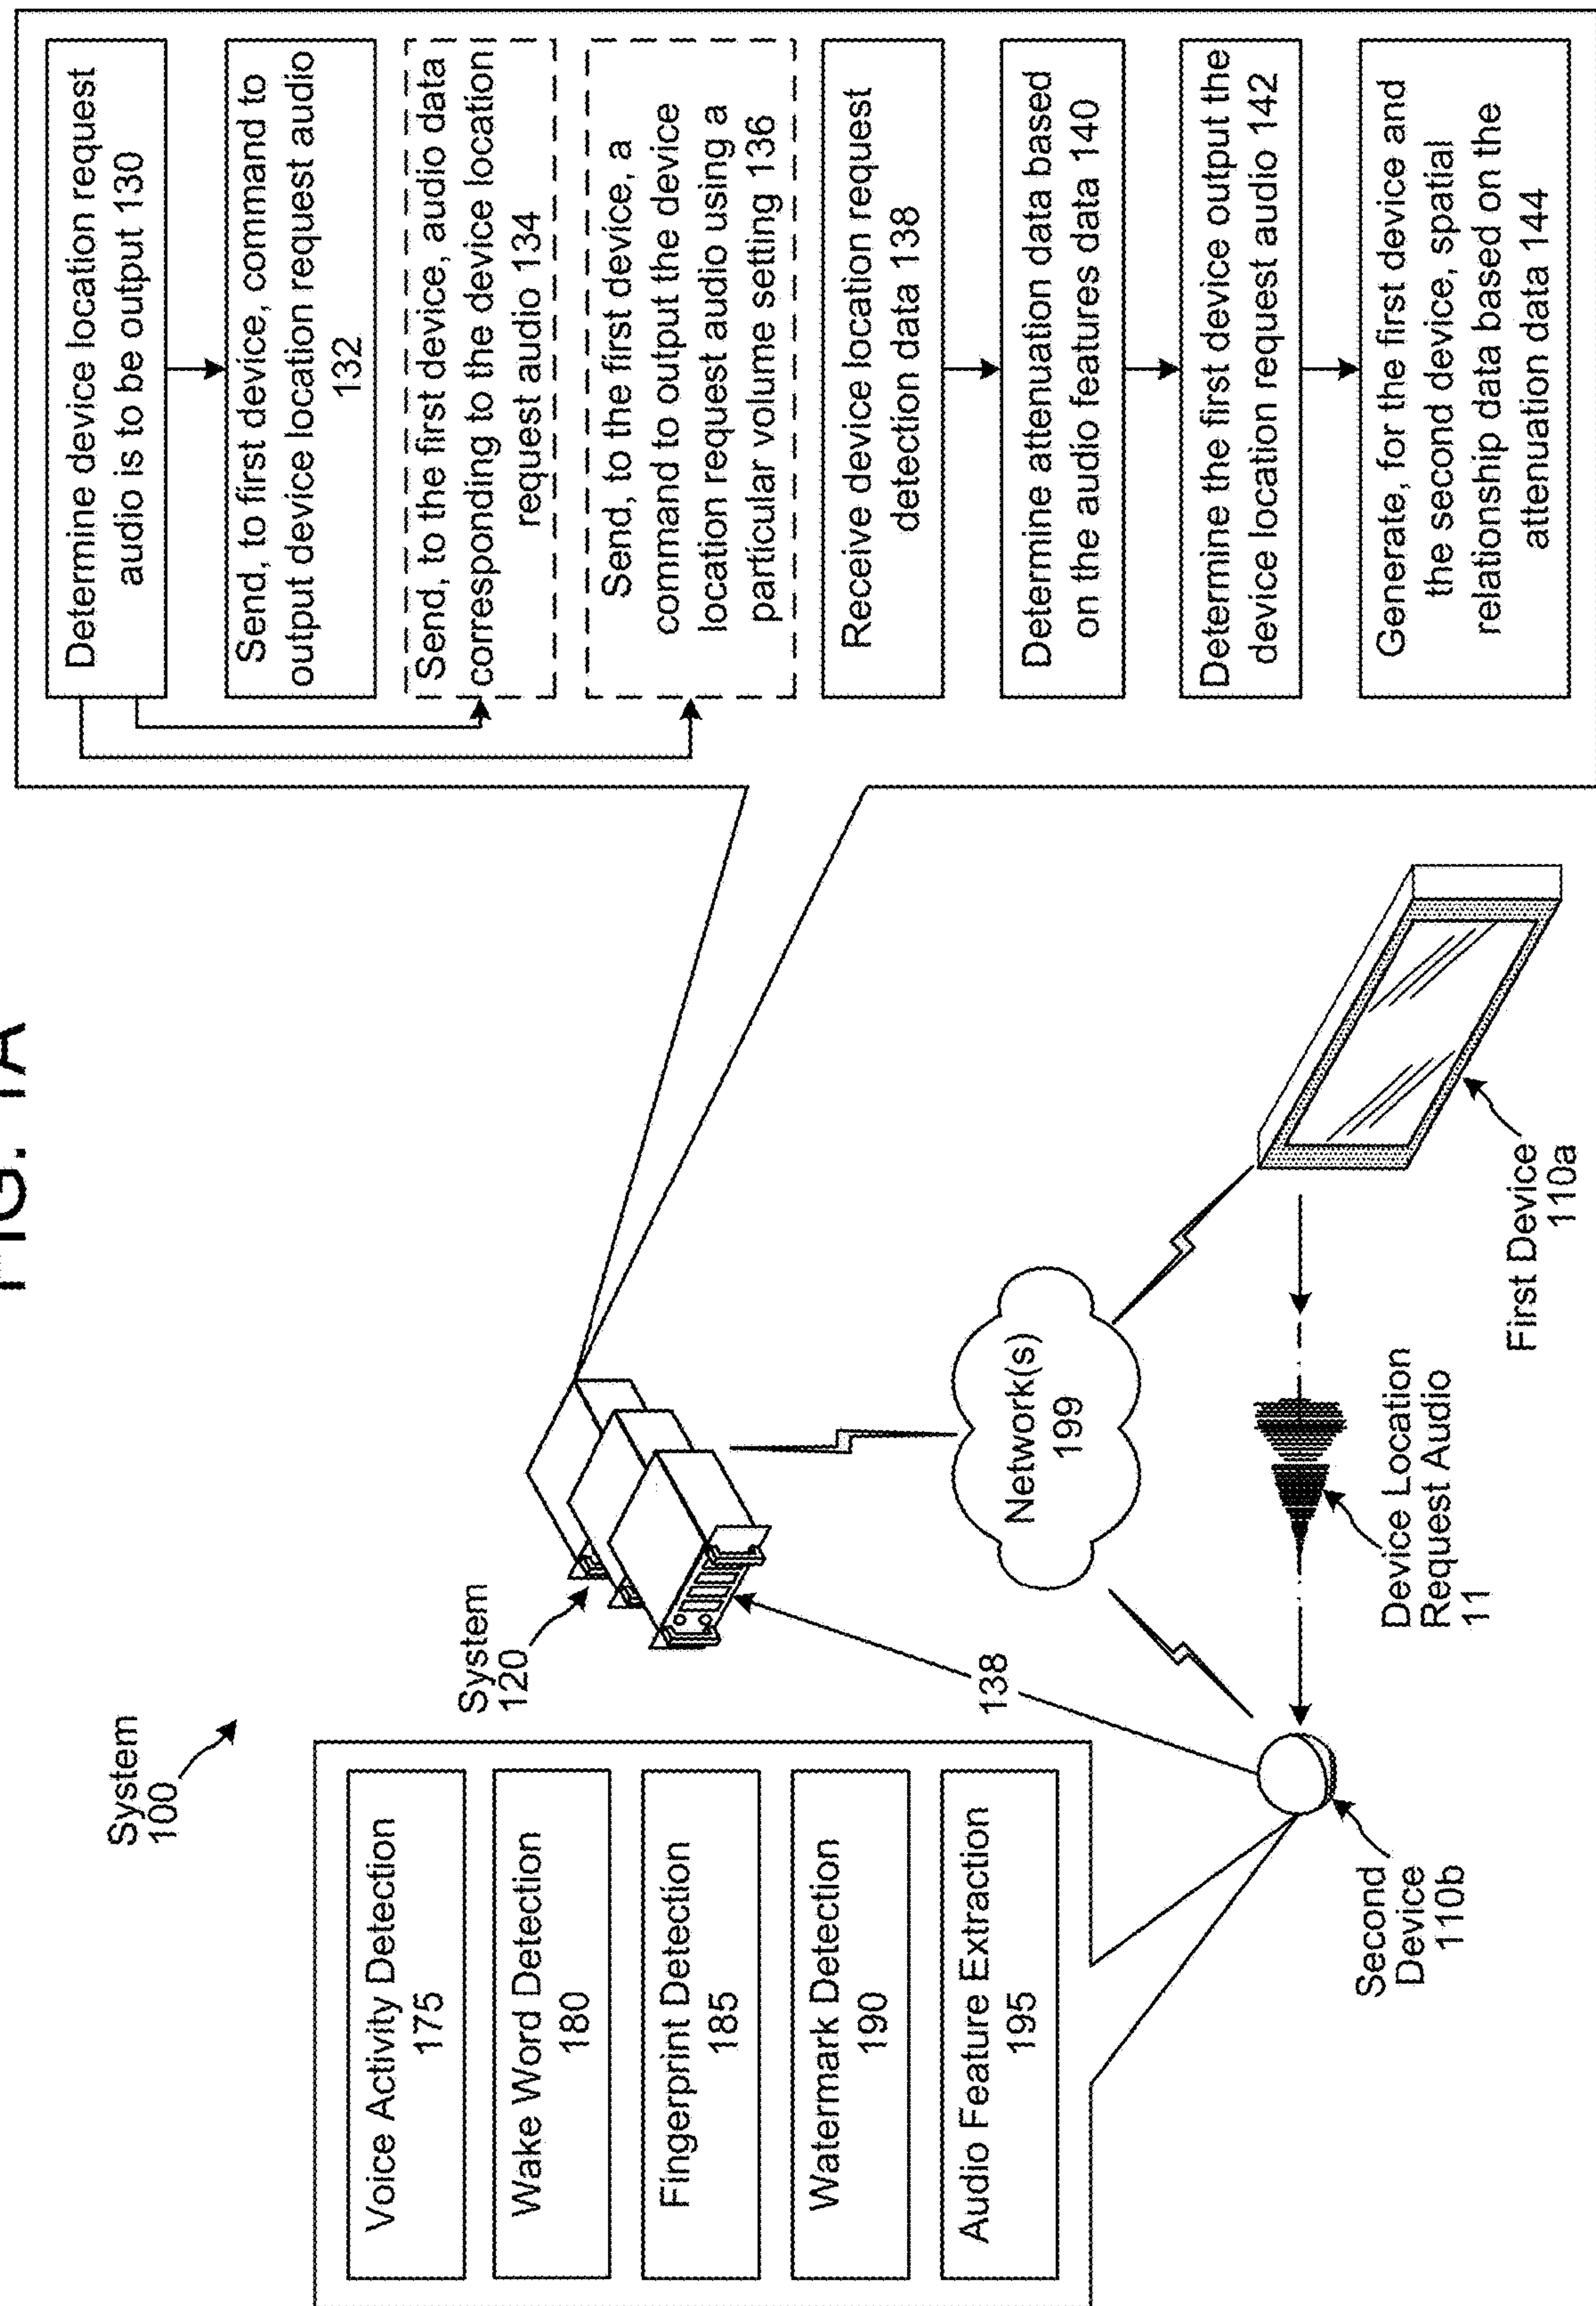 FIG. 1A
System
100
Voice Activity Detection
175
Wake Word Detection
180
Fingerprint Detection
185
Watermark Detection
190
Audio Feature Extraction
195
System
120
138
Network(s)
199
Second
Device
110b
Device Location
Request Audio
11
First Device
110a
Determine device location request
audio is to be output 130
Send, to first device, command to
output device location request audio
132
Send, to the first device, audio data
corresponding to the device location
request audio 134
Send, to the first device, a
command to output the device
location request audio using a
particular volume setting 136
Receive device location request
detection data 138
Determine attenuation data based
on the audio features data 140
Determine the first device output the
device location request audio 142
Generate, for the first device and
the second device, spatial
relationship data based on the
attenuation data 144